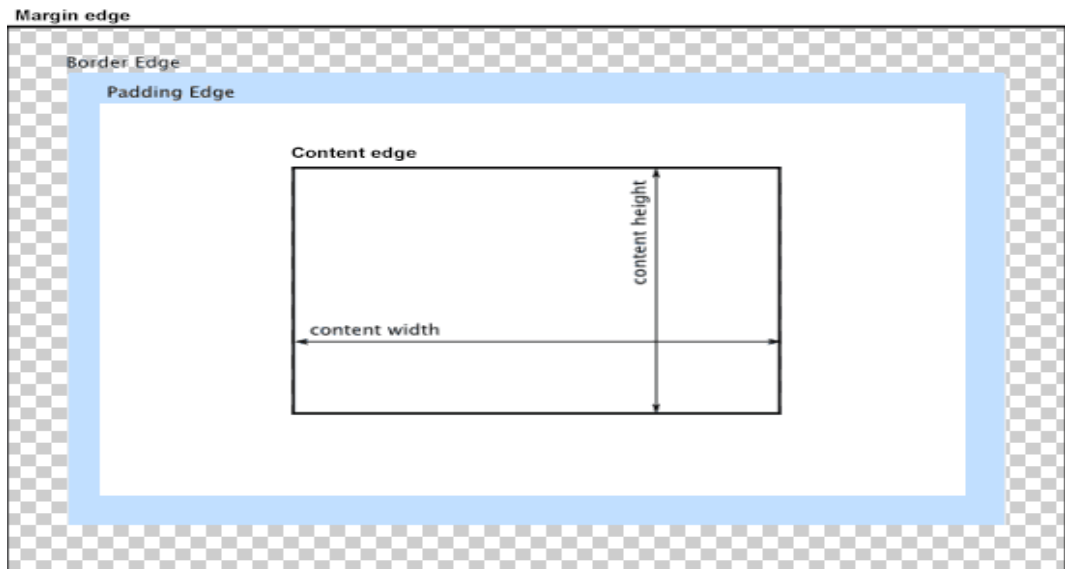 Margin edge
Border Edge
Padding Edge
Content edge
content height
content width